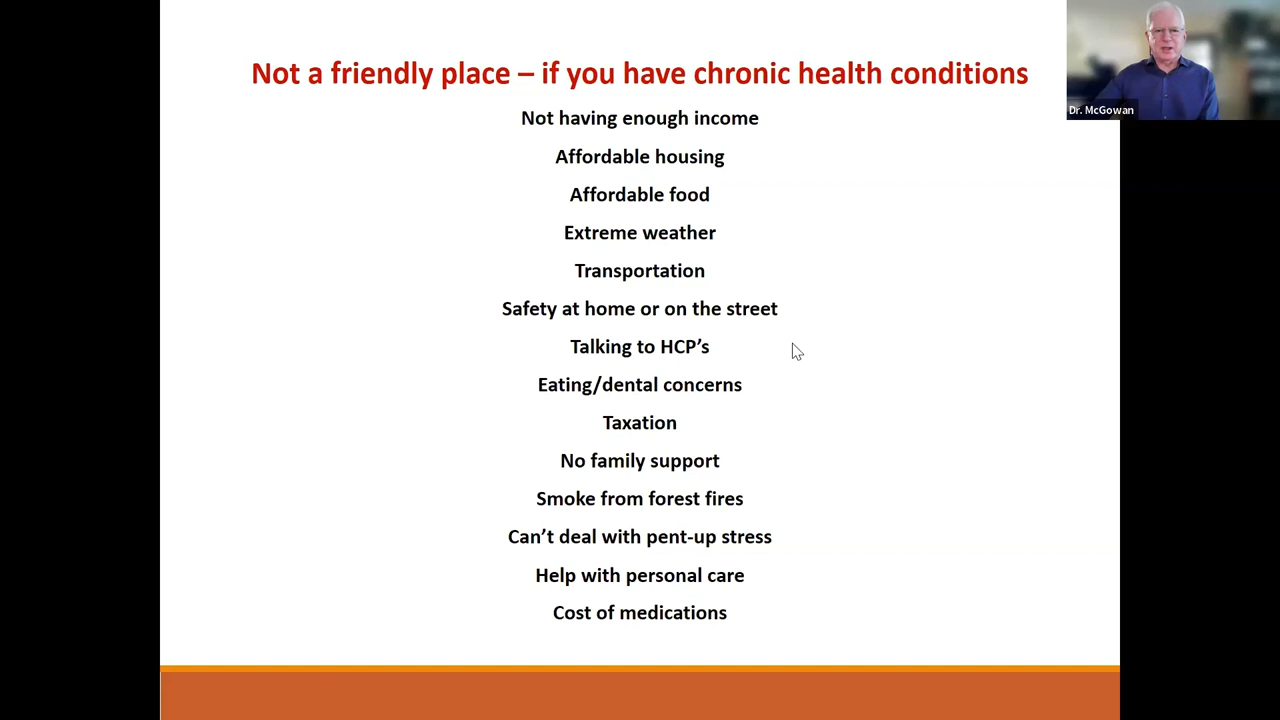 Not a friendly place – if you have chronic health conditions
Dr. McGowan
Not having enough income
Affordable housing
Affordable food
Extreme weather
Transportation
Safety at home or on the street
Talking to HCP’s
Eating/dental concerns
Taxation
No family support
Smoke from forest fires
Can’t deal with pent-up stress
Help with personal care
Cost of medications